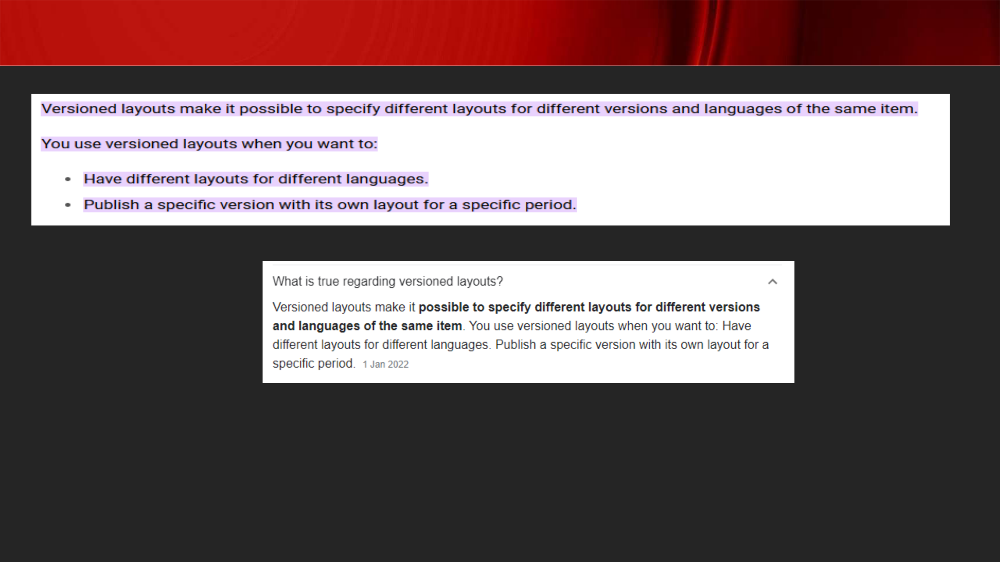 Versioned layouts make it possible to specify different layouts for different versions and languages of the same item.
You use versioned layouts when you want to:
• Have different layouts for different languages.
• Publish a specific version with its own layout for a specific period.
What is true regarding versioned layouts?
Versioned layouts make it possible to specify different layouts for different versions
and languages of the same item. You use versioned layouts when you want to: Have
different layouts for different languages. Publish a specific version with its own layout for a
specific period. 1 Jan 2022